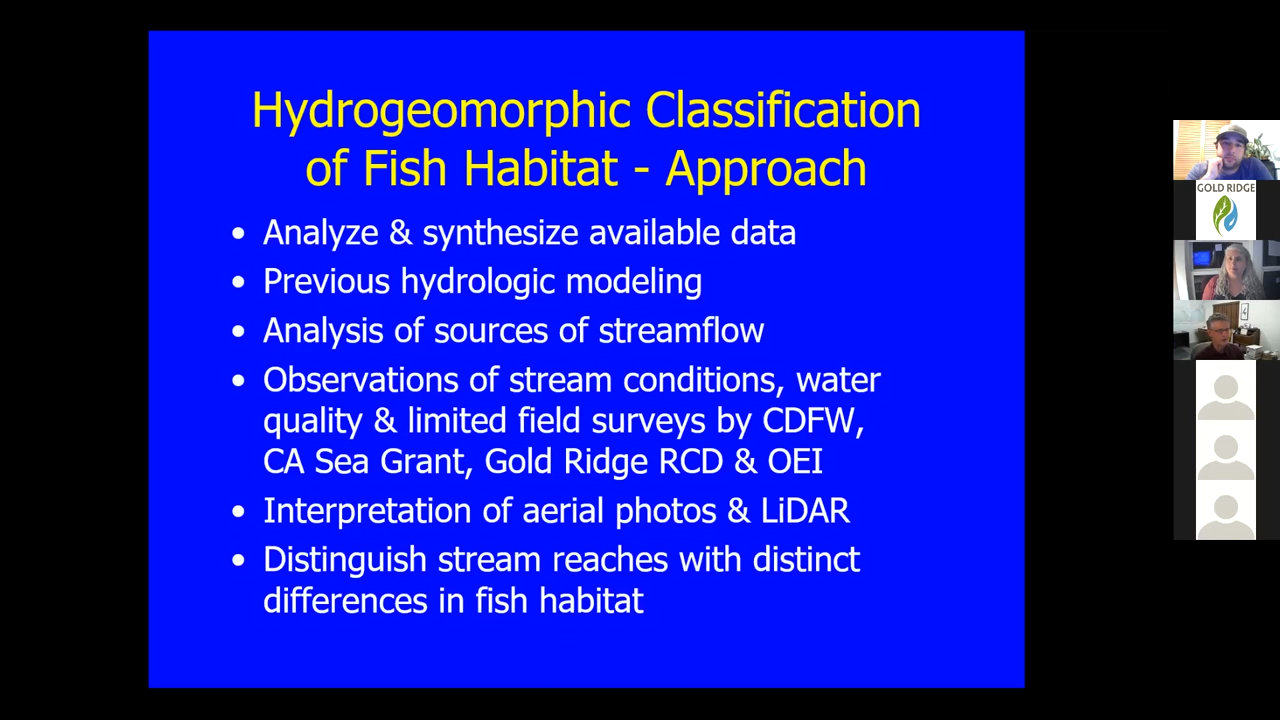 Hydrogeomorphic Classification
of Fish Habitat - Approach
• Analyze & synthesize available data
• Previous hydrologic modeling
• Analysis of sources of streamflow
• Observations of stream conditions, water
quality & limited field surveys by CDFW,
CA Sea Grant, Gold Ridge RCD & OEI
• Interpretation of aerial photos & LiDAR
• Distinguish stream reaches with distinct
differences in fish habitat
GOLD RIDGE